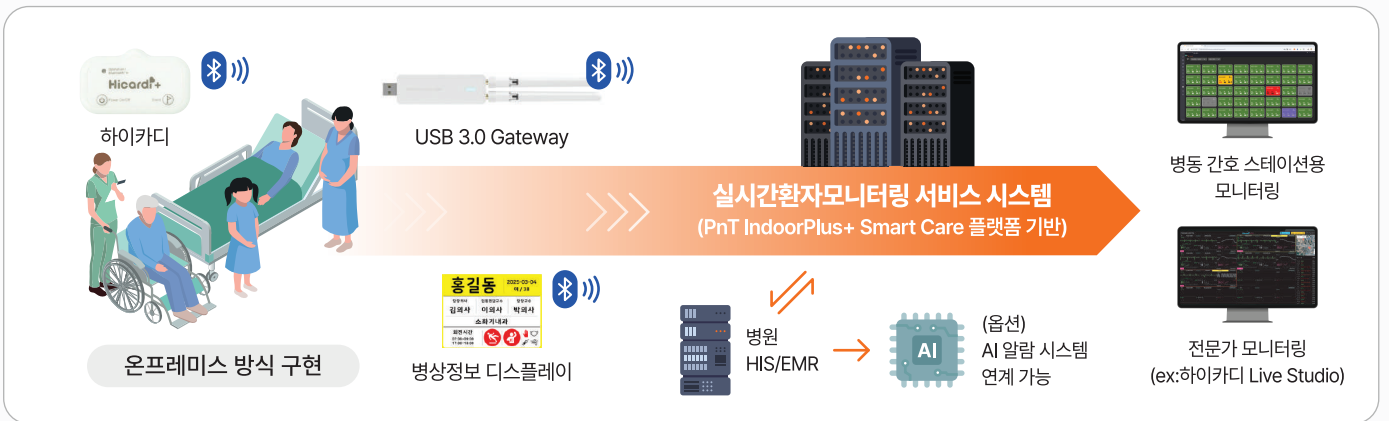 Hicardi+
하이카디
USB 3.0 Gateway
온프레미스 방식 구현
홍길동
2025-03-04
김의사 이의사 박의사
소화기내과
회진시간
병상정보 디스플레이
실시간환자모니터링 서비스 시스템
(PnT IndoorPlus+ Smart Care 플랫폼 기반)
병원
HIS/EMR
AI
(옵션)
AI 알람 시스템
연계 가능
병동 간호 스테이션용
모니터링
전문가 모니터링
(ex:하이카디 Live Studio)